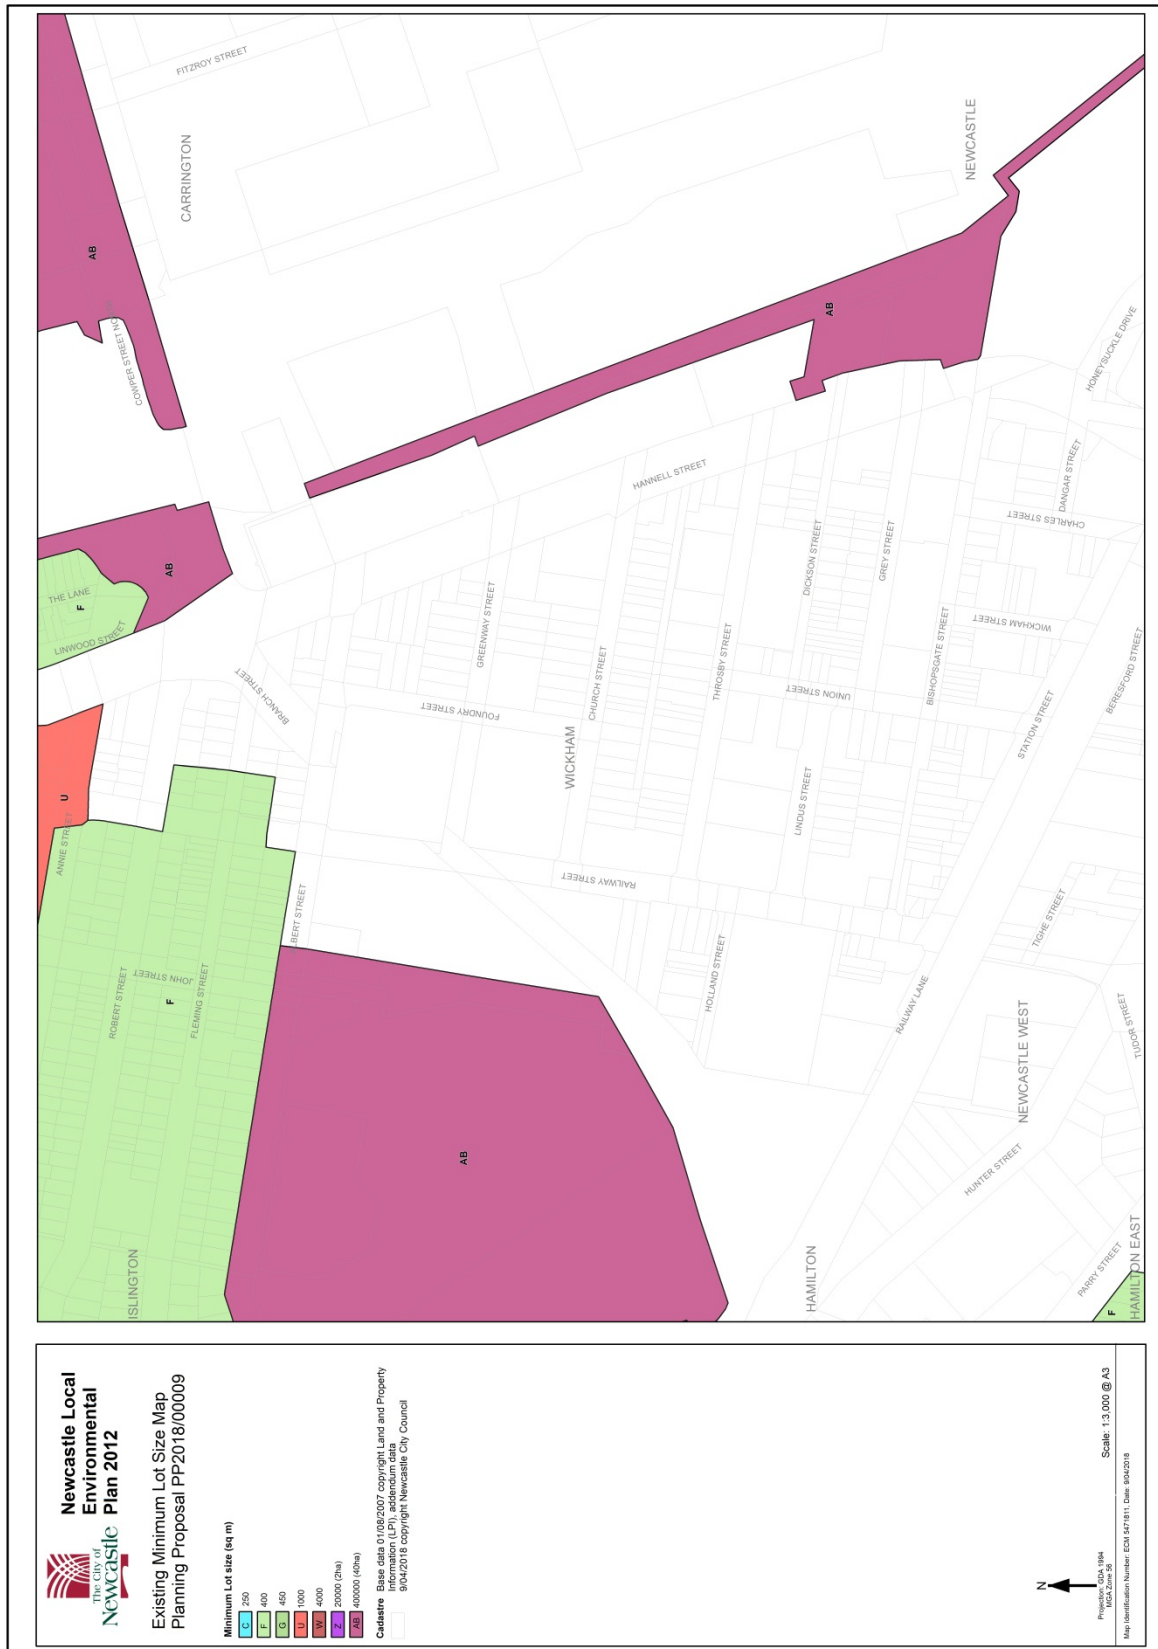 The City of
Newcastle
Newcastle Local
Environmental
Plan 2012
Existing Minimum Lot Size Map
Planning Proposal PP2018/00009
Minimum Lot size (sq m)
C 250
F 400
G 450
U 1000
W 4000
Z 20000 (2ha)
AB 400000 (40ha)
Cadastre
Base data 01/08/2007 copyright Land and Property
Information (LPI), addendum data
9/04/2018 copyright Newcastle City Council
N
Projection: GDA 1994
MGA Zone 56
Scale: 1:3,000 @ A3
Map Identification Number: ECM 5471811, Date: 9/04/2018
ISLINGTON
ROBERT STREET
JOHN STREET
F
FLEMING STREET
ANNIE STREET
U
LINWOOD STREET
THE LANE
F
AB
COWPER STREET
AB
CARRINGTON
FITZROY STREET
BRANCH STREET
BERT STREET
AB
FOUNDRY STREET
GREENWAY STREET
WICKHAM
CHURCH STREET
RAILWAY STREET
HANNELL STREET
HOLLAND STREET
THROSBY STREET
LINDUS STREET
UNION STREET
DICKSON STREET
AB
GREY STREET
BISHOPSGATE STREET
NEWCASTLE
RAILWAY LANE
STATION STREET
WICKHAM STREET
CHARLES STREET
DANGAR STREET
HONEYSUCKLE DRIVE
BERESFORD STREET
TIGHE STREET
NEWCASTLE WEST
TUDOR STREET
HAMILTON
HUNTER STREET
PARRY STREET
F
HAMILTON EAST